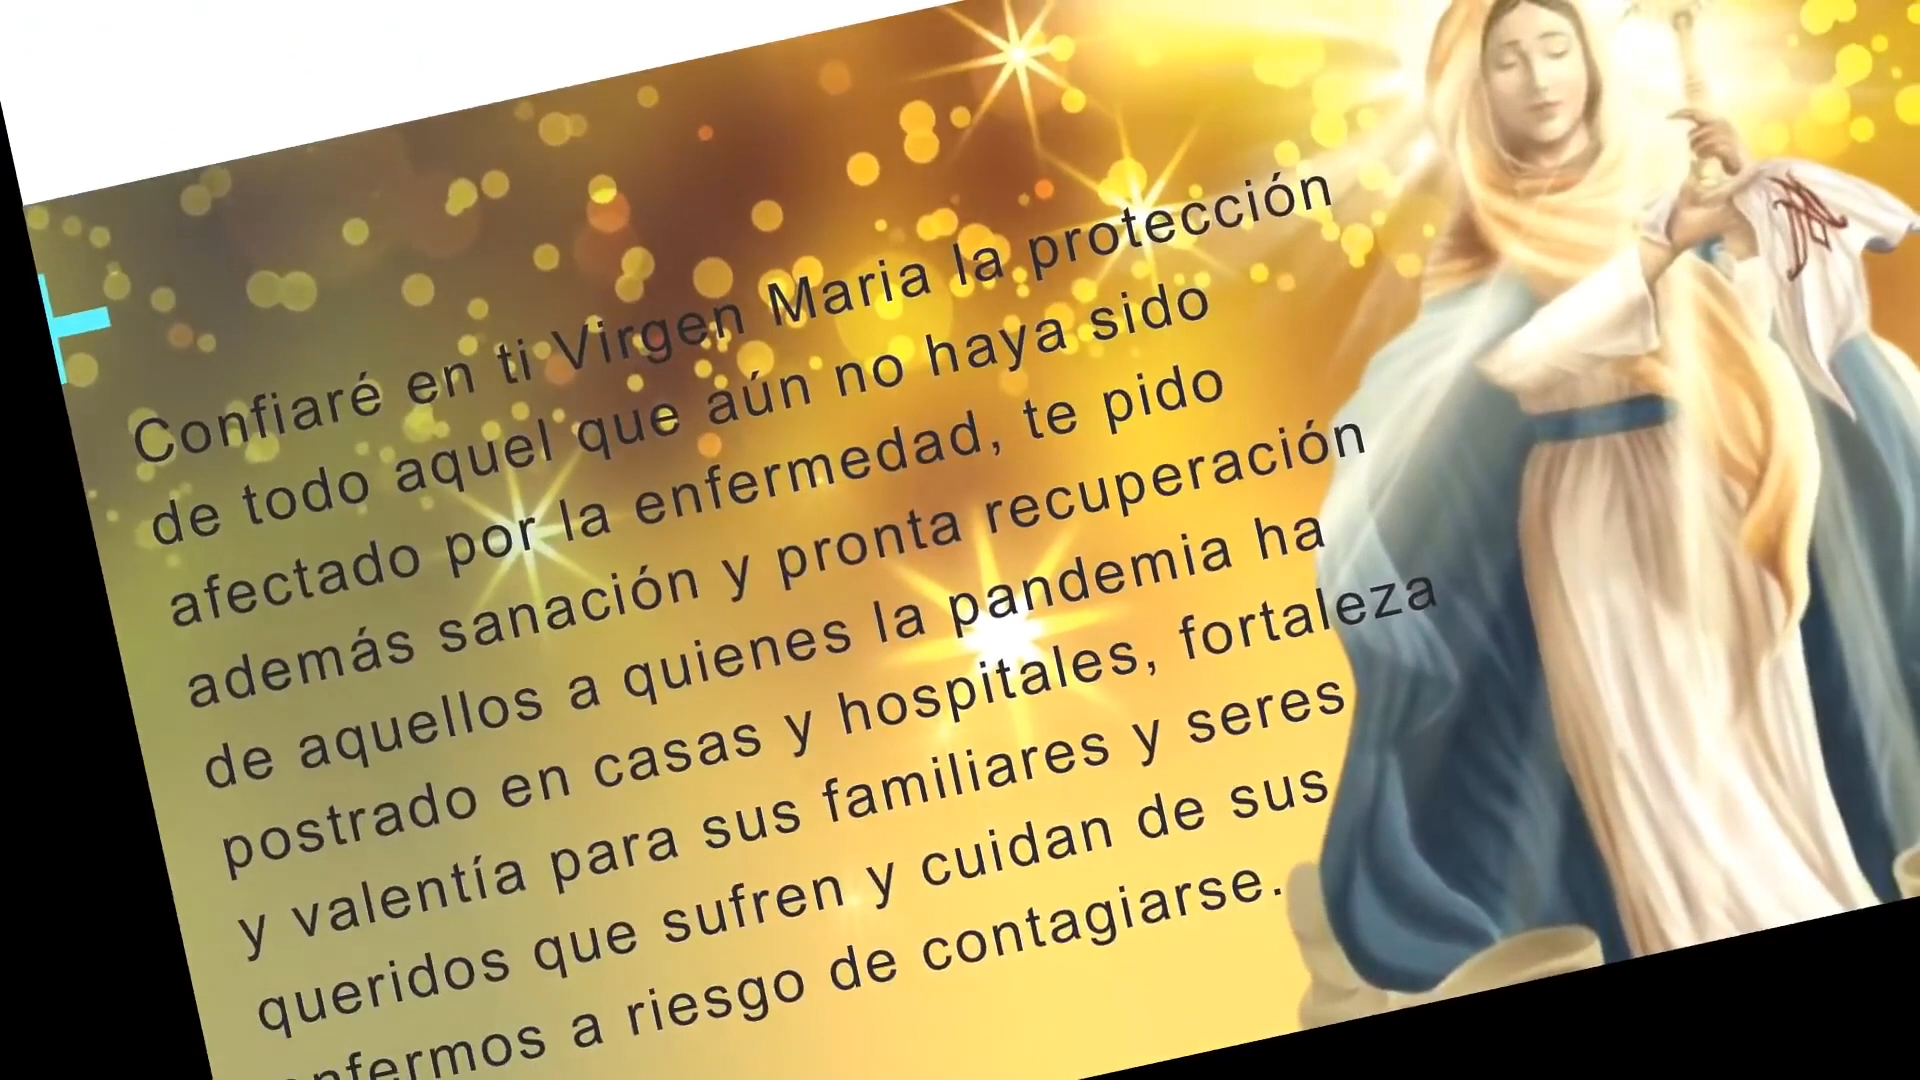 Confiaré en ti Virgen Maria la protección
de todo aquel que aún no haya sido
afectado por la enfermedad, te pido
además sanación y pronta recuperación
de aquellos a quienes la pandemia ha
postrado en casas y hospitales, fortaleza
y valentía para sus familiares y seres
queridos que sufren y cuidan de sus
enfermos a riesgo de contagiarse.